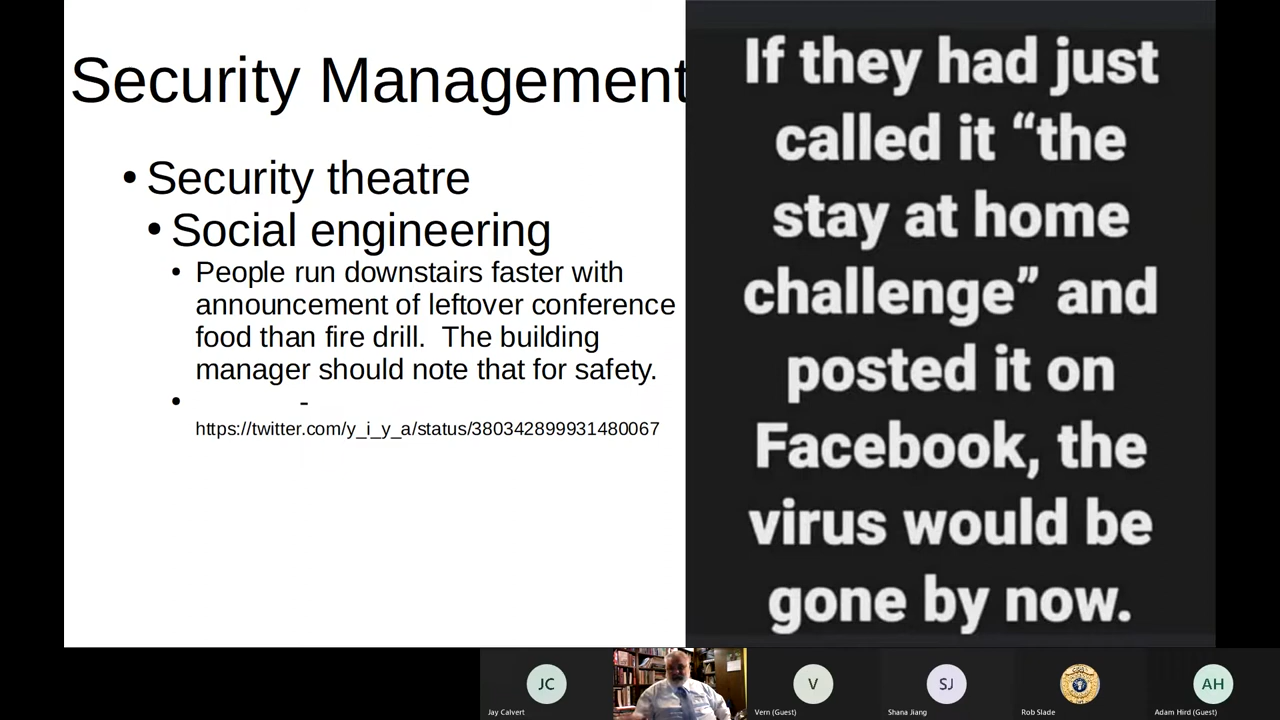 Security Management
• Security theatre
• Social engineering
• People run downstairs faster with
announcement of leftover conference
food than fire drill.  The building
manager should note that for safety.
• -
https://twitter.com/y_i_y_a/status/380342899931480067
If they had just
called it “the
stay at home
challenge” and
posted it on
Facebook, the
virus would be
gone by now.
JC
V
SJ
AH
Jay Calvert
Vern (Guest)
Shana Jiang
Rob Slade
Adam Hird (Guest)